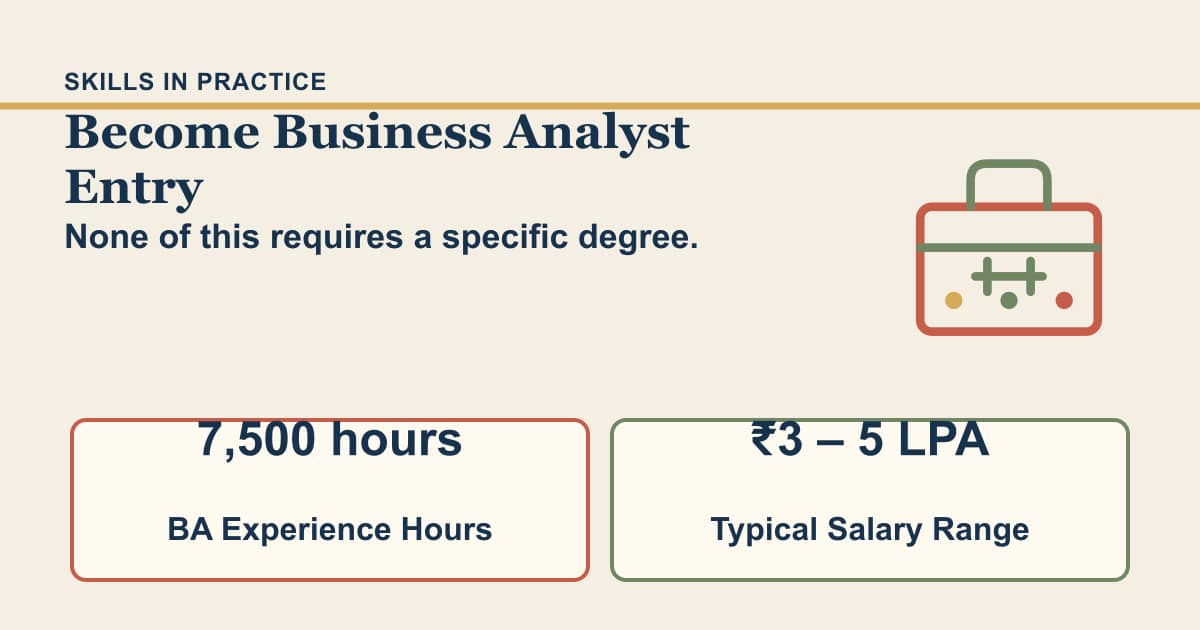 SKILLS IN PRACTICE
Become Business Analyst
Entry
None of this requires a specific degree.
7,500 hours
BA Experience Hours
₹3 – 5 LPA
Typical Salary Range